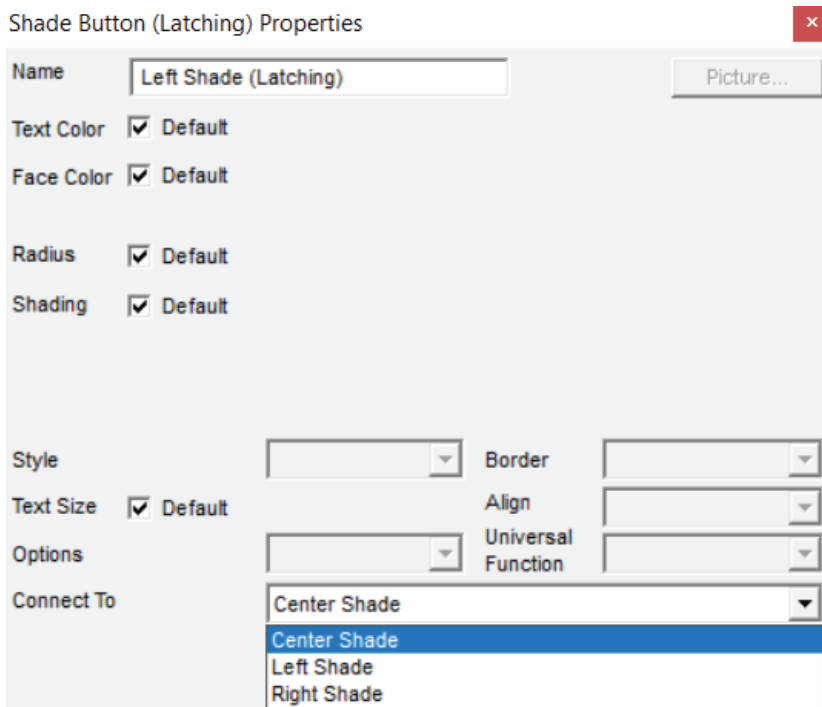 Shade Button (Latching) Properties
×
Name Left Shade (Latching) Picture...
Text Color Default
Face Color Default
Radius Default
Shading Default
Style Border
Text Size Default Align
Options Universal
Function
Connect To Center Shade
Center Shade
Left Shade
Right Shade